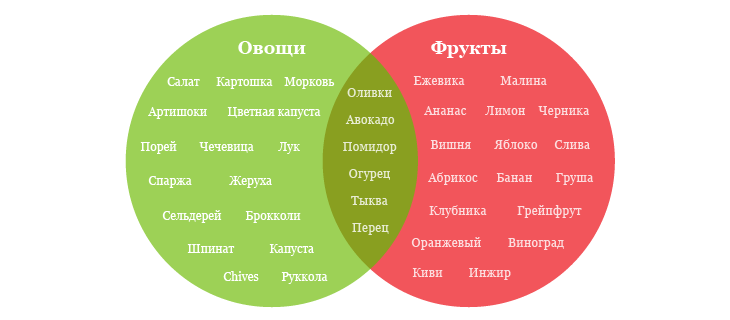 Овощи
Салат Картошка Морковь
Артишоки Цветная капуста
Порей Чечевица Лук
Спаржа Жеруха
Сельдерей Брокколи
Шпинат Капуста
Chives Руккола
Оливки
Авокадо
Помидор
Огурец
Тыква
Перец
Фрукты
Ежевика Малина
Ананас Лимон Черника
Вишня Яблоко Слива
Абрикос Банан Груша
Клубника Грейпфрут
Оранжевый Виноград
Киви Инжир